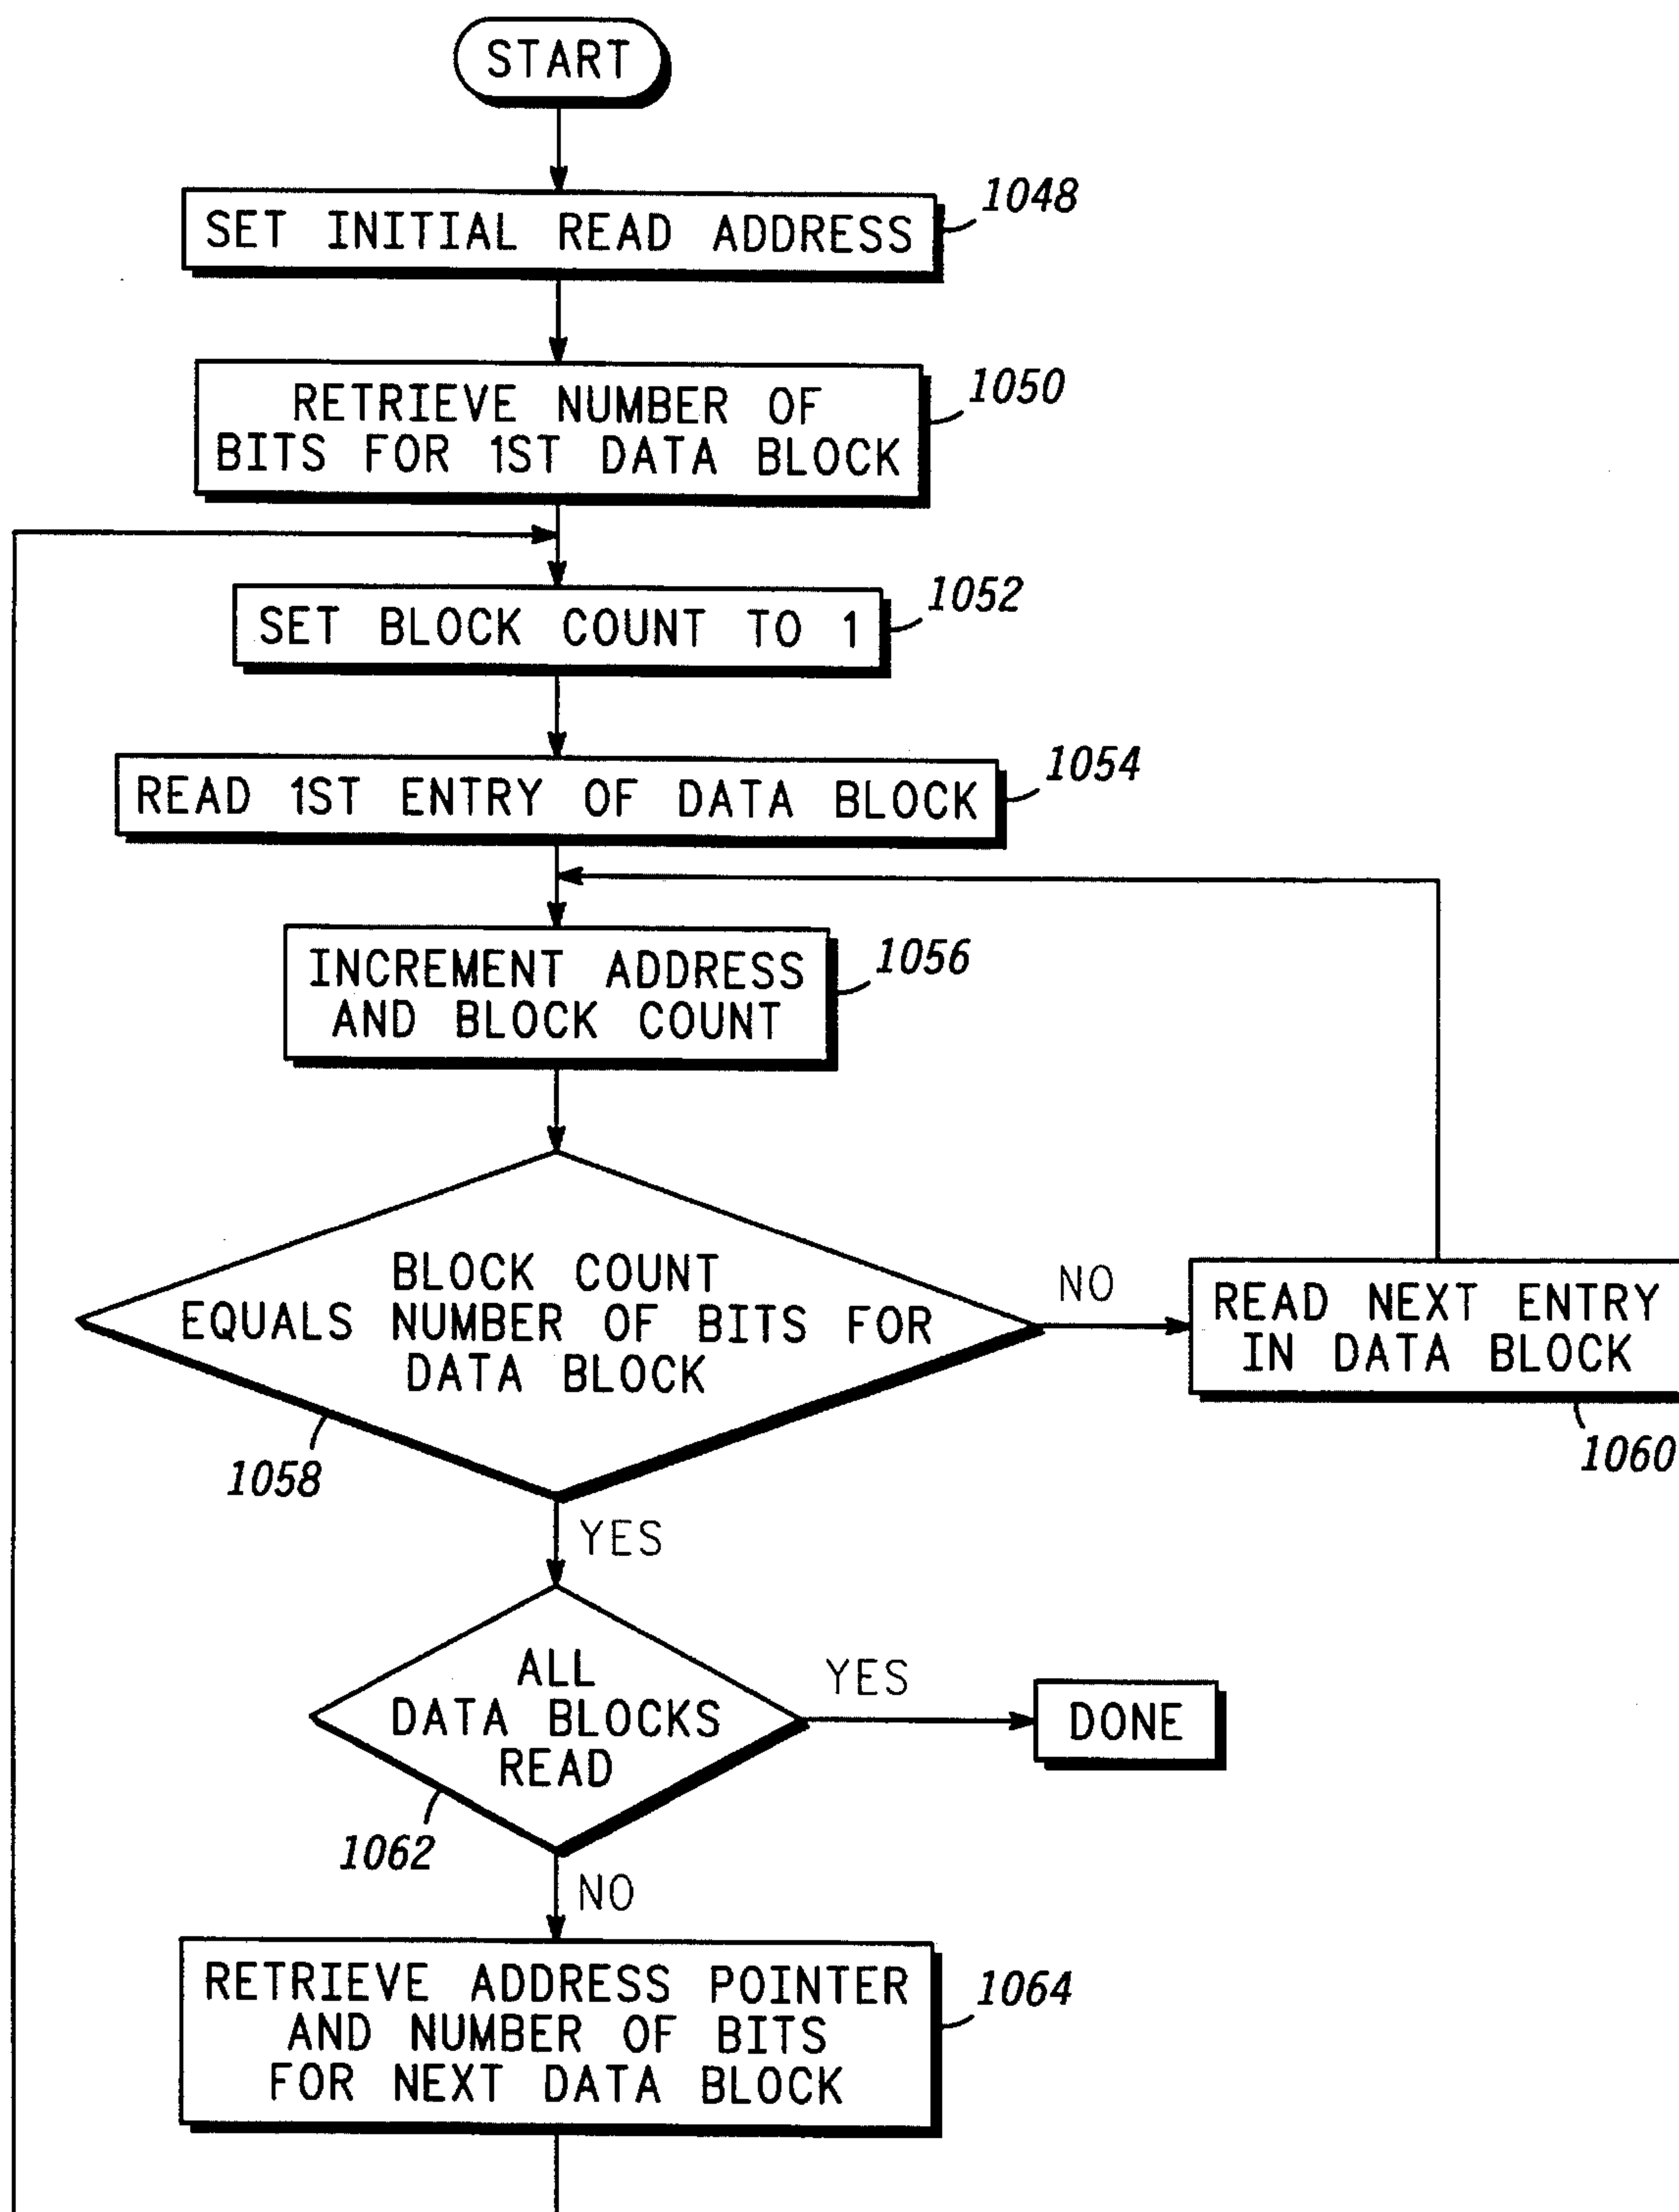 START
SET INITIAL READ ADDRESS
1048
RETRIEVE NUMBER OF
BITS FOR 1ST DATA BLOCK
1050
SET BLOCK COUNT TO 1
1052
READ 1ST ENTRY OF DATA BLOCK
1054
INCREMENT ADDRESS
AND BLOCK COUNT
1056
BLOCK COUNT
EQUALS NUMBER OF BITS FOR
DATA BLOCK
1058
NO
READ NEXT ENTRY
IN DATA BLOCK
1060
YES
ALL
DATA BLOCKS
READ
1062
YES
DONE
NO
RETRIEVE ADDRESS POINTER
AND NUMBER OF BITS
FOR NEXT DATA BLOCK
1064